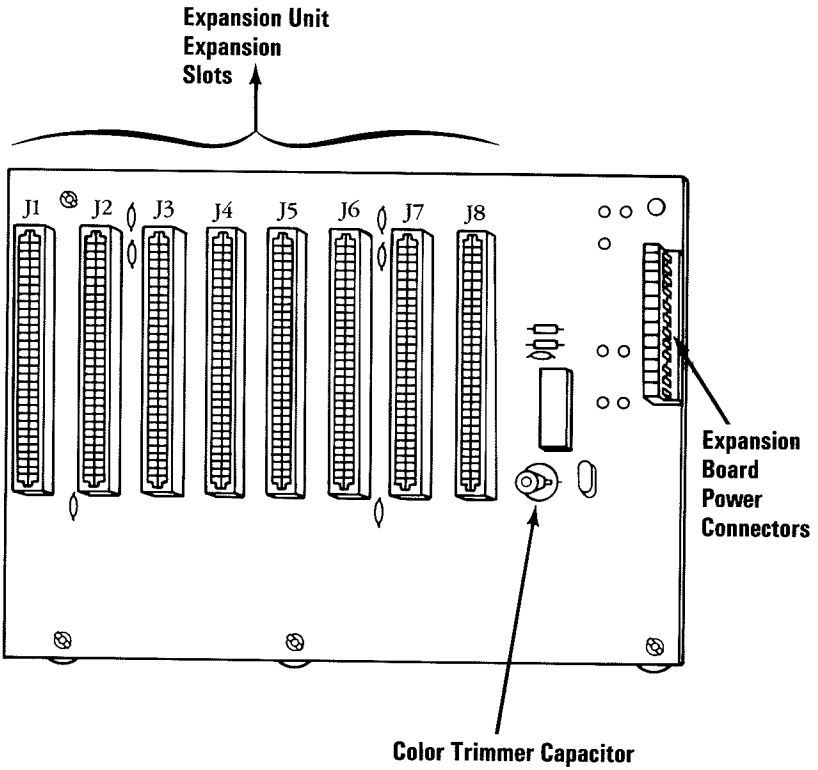 Expansion Unit
Expansion
Slots
J1 J2 J3 J4 J5 J6 J7 J8
Expansion
Board
Power
Connectors
Color Trimmer Capacitor